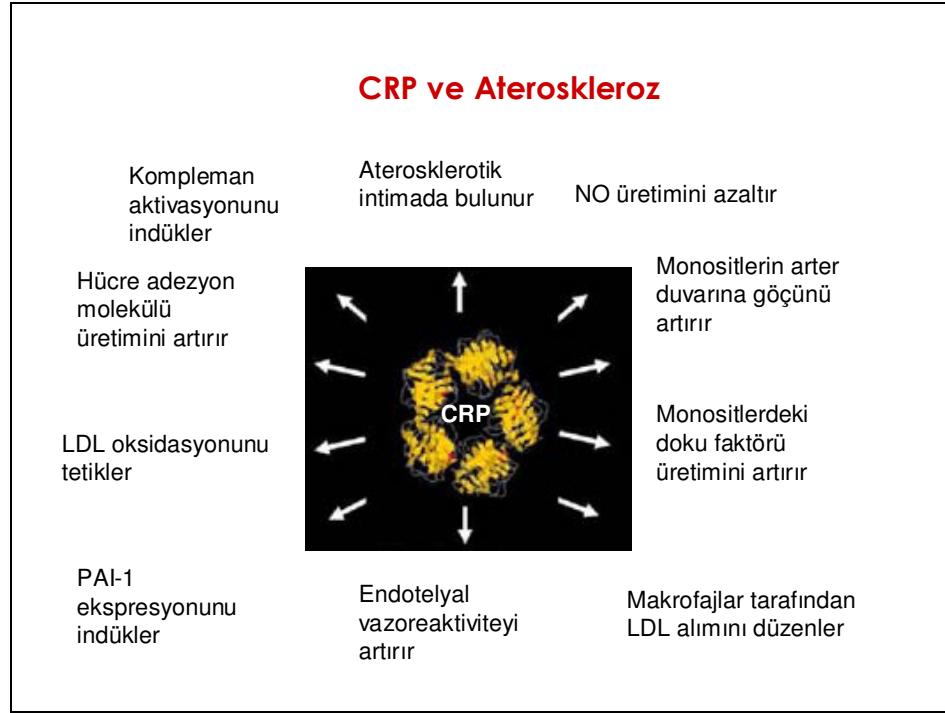 CRP ve Ateroskleroz
Kompleman
aktivasyonunu
indükler
Aterosklerotik
intimada bulunur
NO üretimini azaltır
Hücre adezyon
molekülü
üretimini artırır
Monositlerin arter
duvarına göçünü
artırır
CRP
LDL oksidasyonunu
tetikler
Monositlerdeki
doku faktörü
üretimini artırır
PAI-1
ekspresyonunu
indükler
Endotelyal
vazoreaktiviteyi
artırır
Makrofajlar tarafından
LDL alımını düzenler